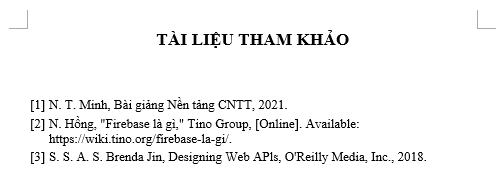 TÀI LIỆU THAM KHẢO
[1] N. T. Minh, Bài giảng Nền tảng CNTT, 2021.
[2] N. Hồng, "Firebase là gì," Tino Group, [Online]. Available:
https://wiki.tino.org/firebase-la-gi/.
[3] S. S. A. S. Brenda Jin, Designing Web APls, O'Reilly Media, Inc., 2018.